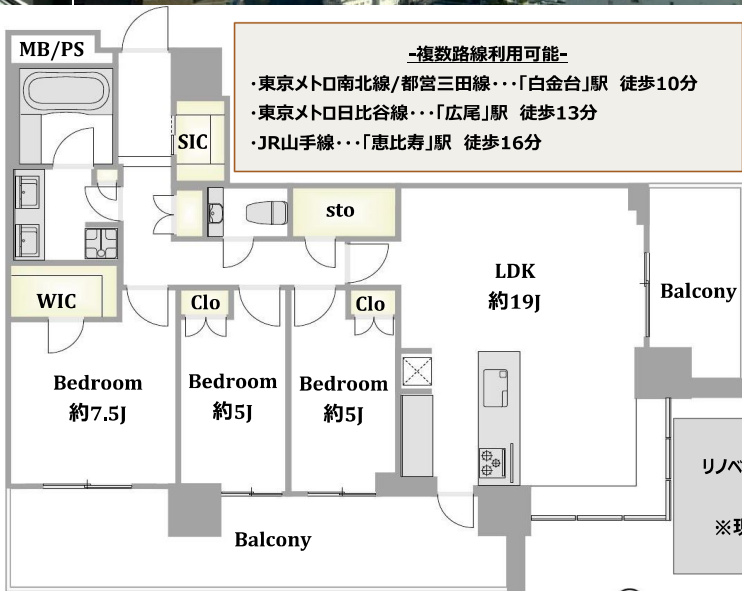 MB/PS
-複数路線利用可能-
・東京メトロ南北線/都営三田線・・・「白金台」駅 徒歩10分
・東京メトロ日比谷線・・・「広尾」駅 徒歩13分
・JR山手線・・・「恵比寿」駅 徒歩16分
SIC
sto
LDK
約19J
Balcony
WIC
Clo
Clo
Bedroom
約7.5J
Bedroom
約5J
Bedroom
約5J
リノベ
※現
Balcony